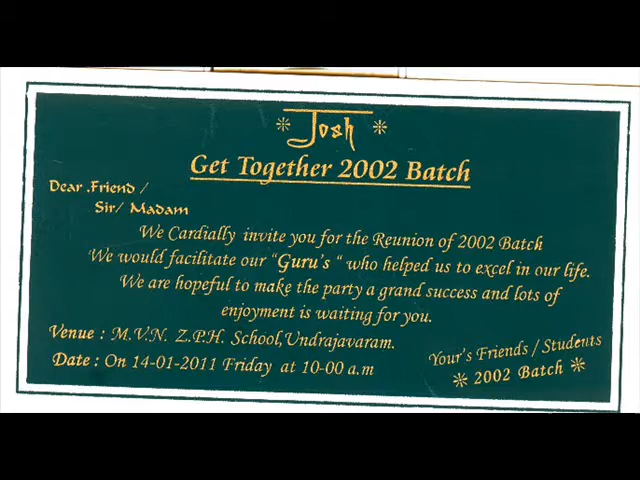 Josh
Get Together 2002 Batch
Dear .Friend /
Sir/ Madam
We Cardially invite you for the Reunion of 2002 Batch
We would facilitate our "Guru's " who helped us to excel in our life.
We are hopeful to make the party a grand success and lots of
enjoyment is waiting for you.
Venue : M.V.N. Z.P.H. School,Undrajavaram.
Date : On 14-01-2011 Friday at 10-00 a.m
Your's Friends / Students
2002 Batch